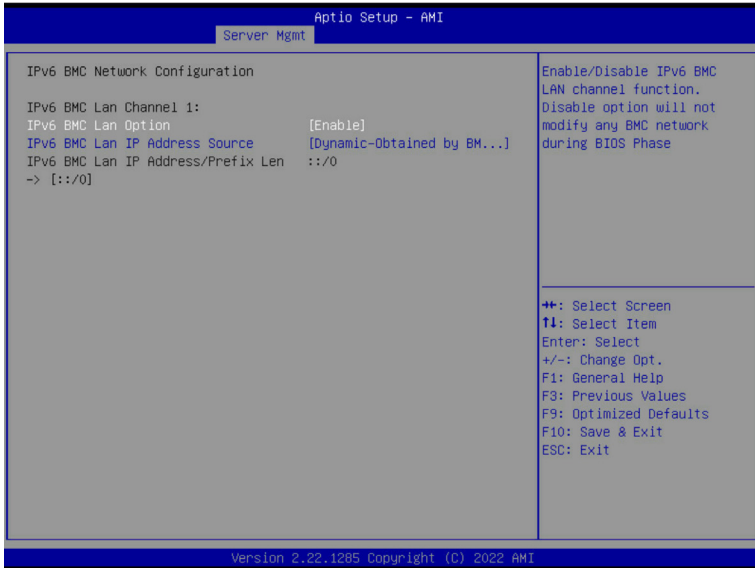 Aptio Setup – AMI
Server Mgmt
IPv6 BMC Network Configuration
IPv6 BMC Lan Channel 1:
IPv6 BMC Lan Option [Enable]
IPv6 BMC Lan IP Address Source [Dynamic-Obtained by BM...]
IPv6 BMC Lan IP Address/Prefix Len ::/0
-> [::/0]
Enable/Disable IPv6 BMC
LAN channel function.
Disable option will not
modify any BMC network
during BIOS Phase
→←: Select Screen
↑↓: Select Item
Enter: Select
+/-: Change Opt.
F1: General Help
F3: Previous Values
F9: Optimized Defaults
F10: Save & Exit
ESC: Exit
Version 2.22.1285 Copyright (C) 2022 AMI